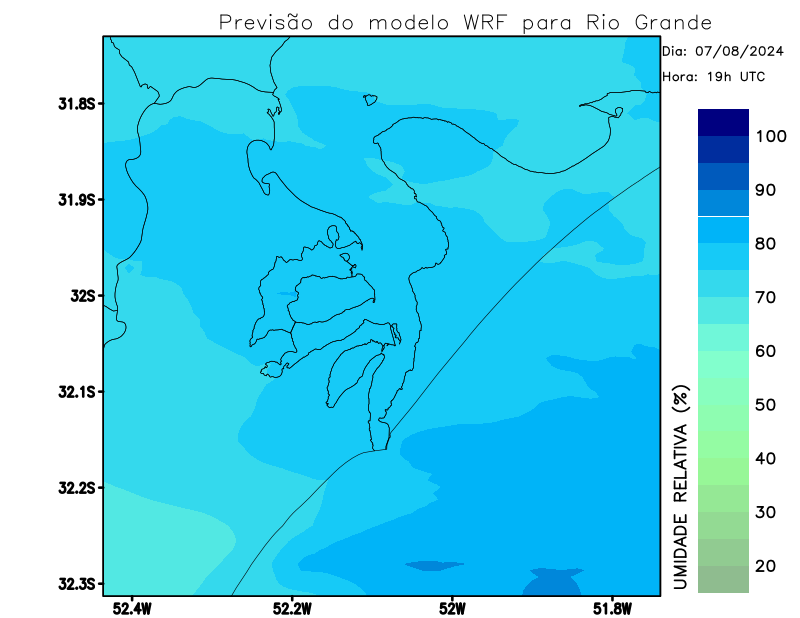 Previsão do modelo WRF para Rio Grande
Dia: 07/08/2024
Hora: 19h UTC
31.8S
31.9S
32S
32.1S
32.2S
32.3S
52.4W
52.2W
52W
51.8W
100
90
80
70
60
50
40
30
20
UMIDADE RELATIVA (%)